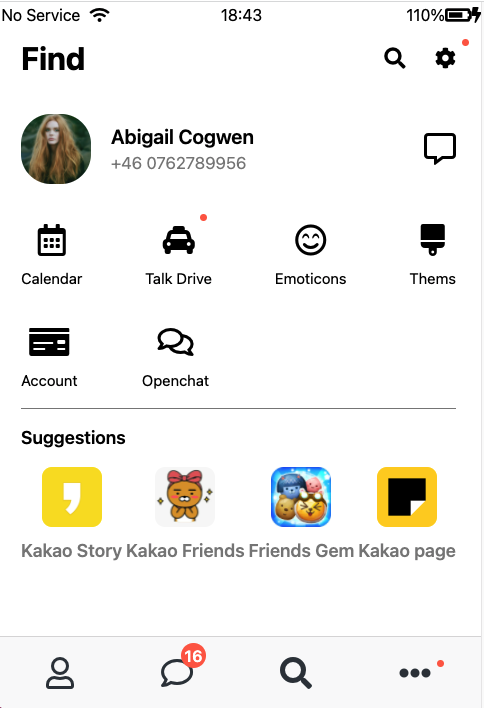 No Service 18:43 110%
Find
Abigail Cogwen
+46 0762789956
Calendar Talk Drive Emoticons Thems
Account Openchat
Suggestions
Kakao Story Kakao Friends Friends Gem Kakao page
16